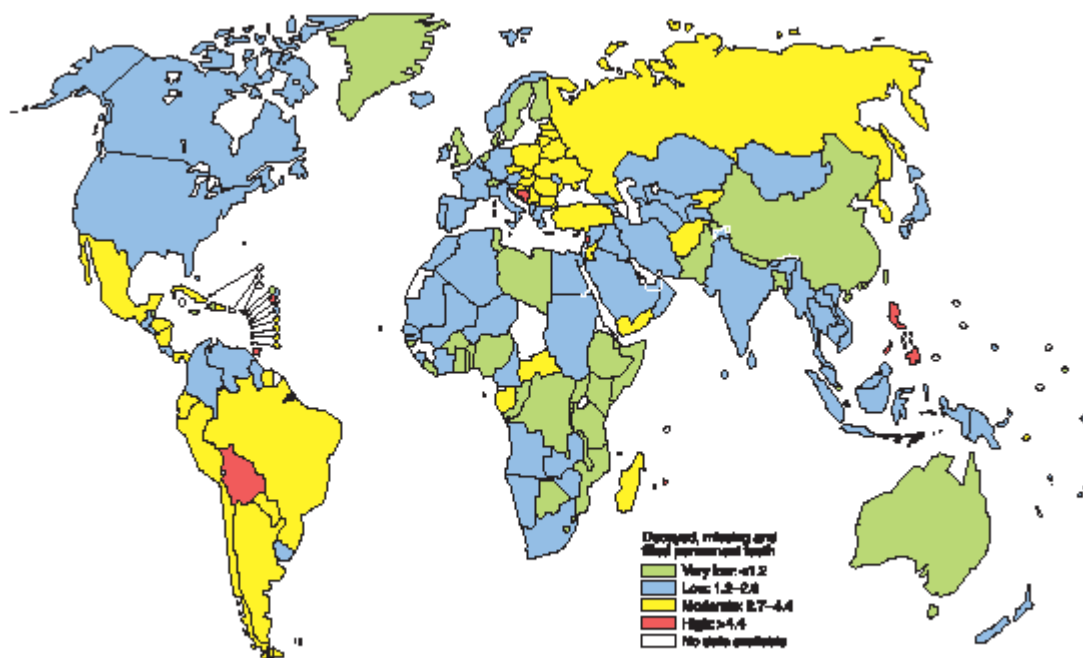 Decayed, missing and
filled permanent teeth
Very low: <1.2
Low: 1.2–2.6
Moderate: 2.7–4.4
High: >4.4
No data available